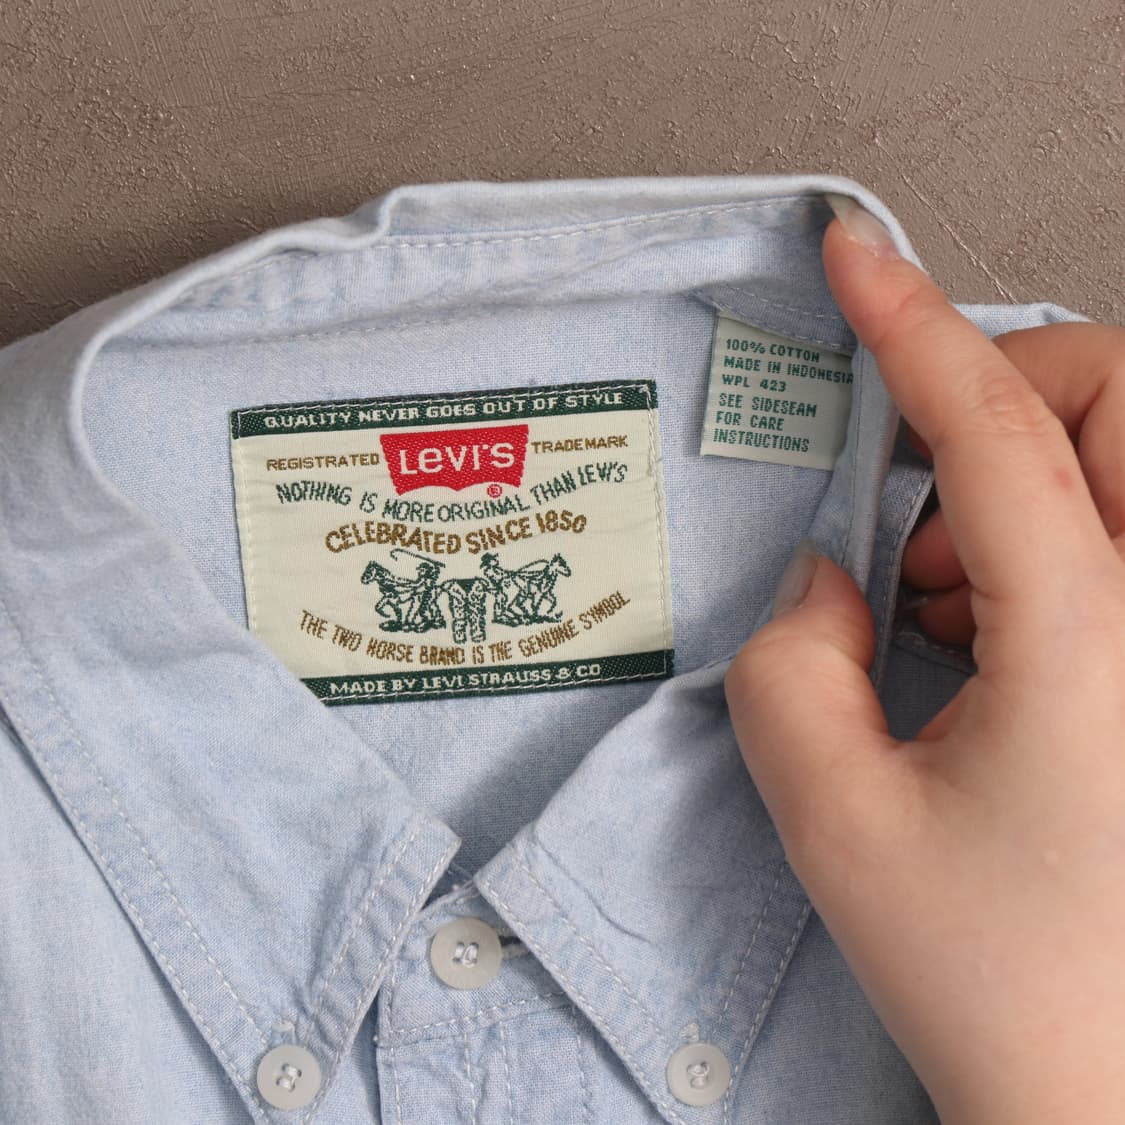 QUALITY NEVER GOES OUT OF STYLE
REGISTRATED LEVI'S ® TRADEMARK
NOTHING IS MORE ORIGINAL THAN LEVI'S
CELEBRATED SINCE 1850
THE TWO HORSE BRAND IS THE GENUINE SYMBOL
MADE BY LEVI STRAUSS & CO
100% COTTON
MADE IN INDONESIA
WPL 423
SEE SIDESEAM
FOR CARE
INSTRUCTIONS